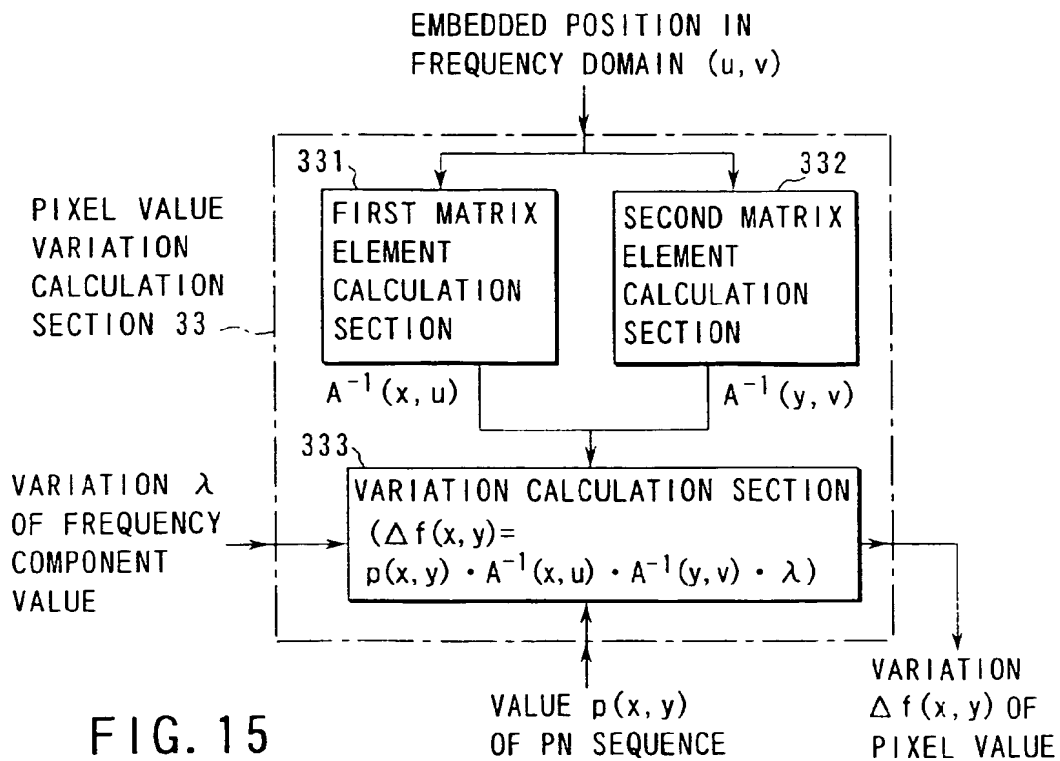 EMBEDDED POSITION IN
FREQUENCY DOMAIN (u, v)
331
332
PIXEL VALUE
VARIATION
CALCULATION
SECTION 33
FIRST MATRIX
ELEMENT
CALCULATION
SECTION
SECOND MATRIX
ELEMENT
CALCULATION
SECTION
A⁻¹(x, u)
A⁻¹(y, v)
333
VARIATION λ
OF FREQUENCY
COMPONENT
VALUE
VARIATION CALCULATION SECTION
(Δf(x, y)=
p(x, y) · A⁻¹(x, u) · A⁻¹(y, v) · λ)
VALUE p(x, y)
OF PN SEQUENCE
VARIATION
Δf(x, y) OF
PIXEL VALUE
FIG. 15